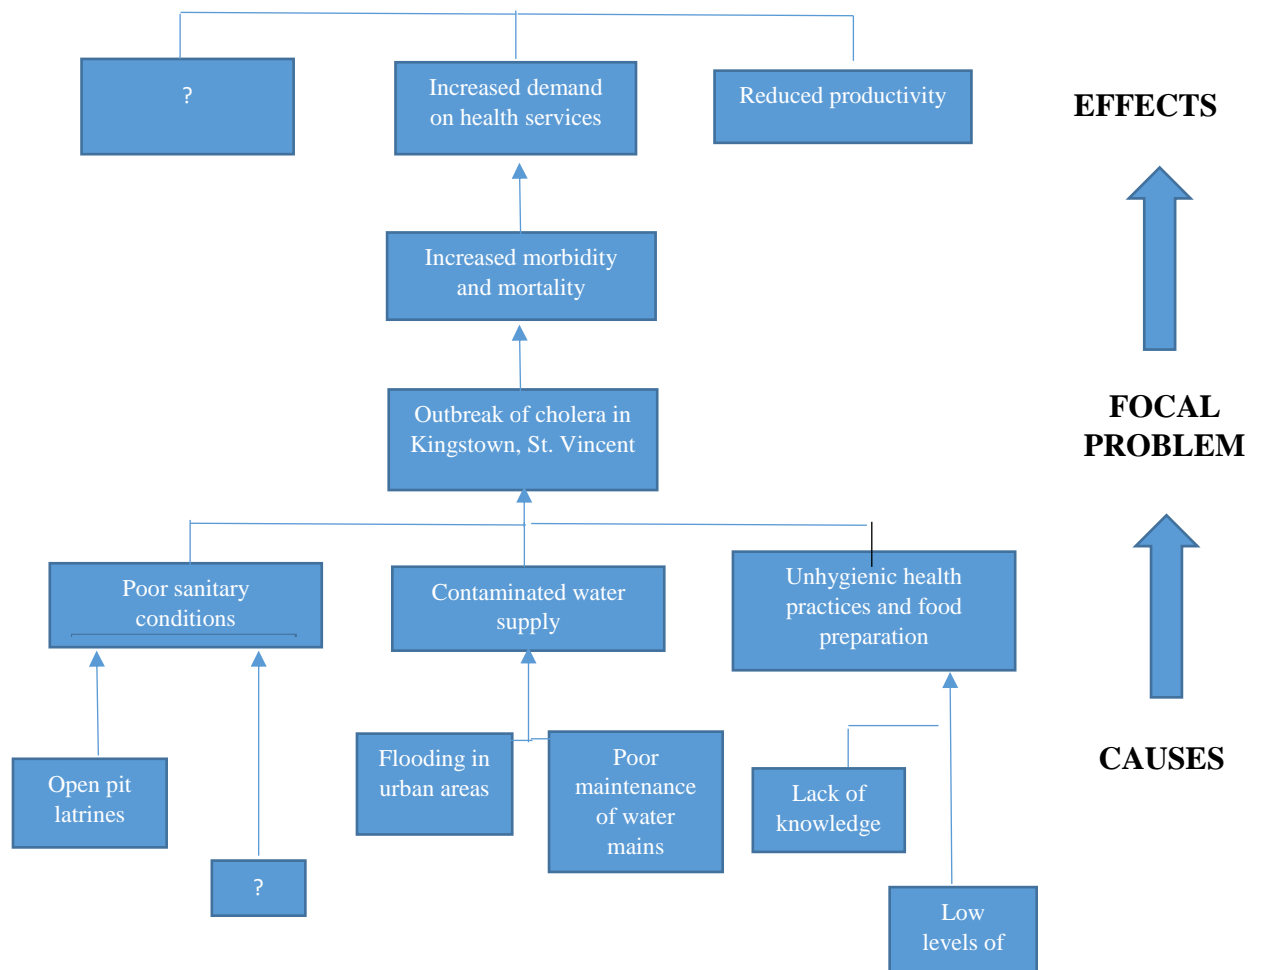 ?
Increased demand
on health services
Reduced productivity
EFFECTS
Increased morbidity
and mortality
Outbreak of cholera in
Kingstown, St. Vincent
FOCAL
PROBLEM
Poor sanitary
conditions
Contaminated water
supply
Unhygienic health
practices and food
preparation
CAUSES
Open pit
latrines
?
Flooding in
urban areas
Poor
maintenance
of water
mains
Lack of
knowledge
Low
levels of